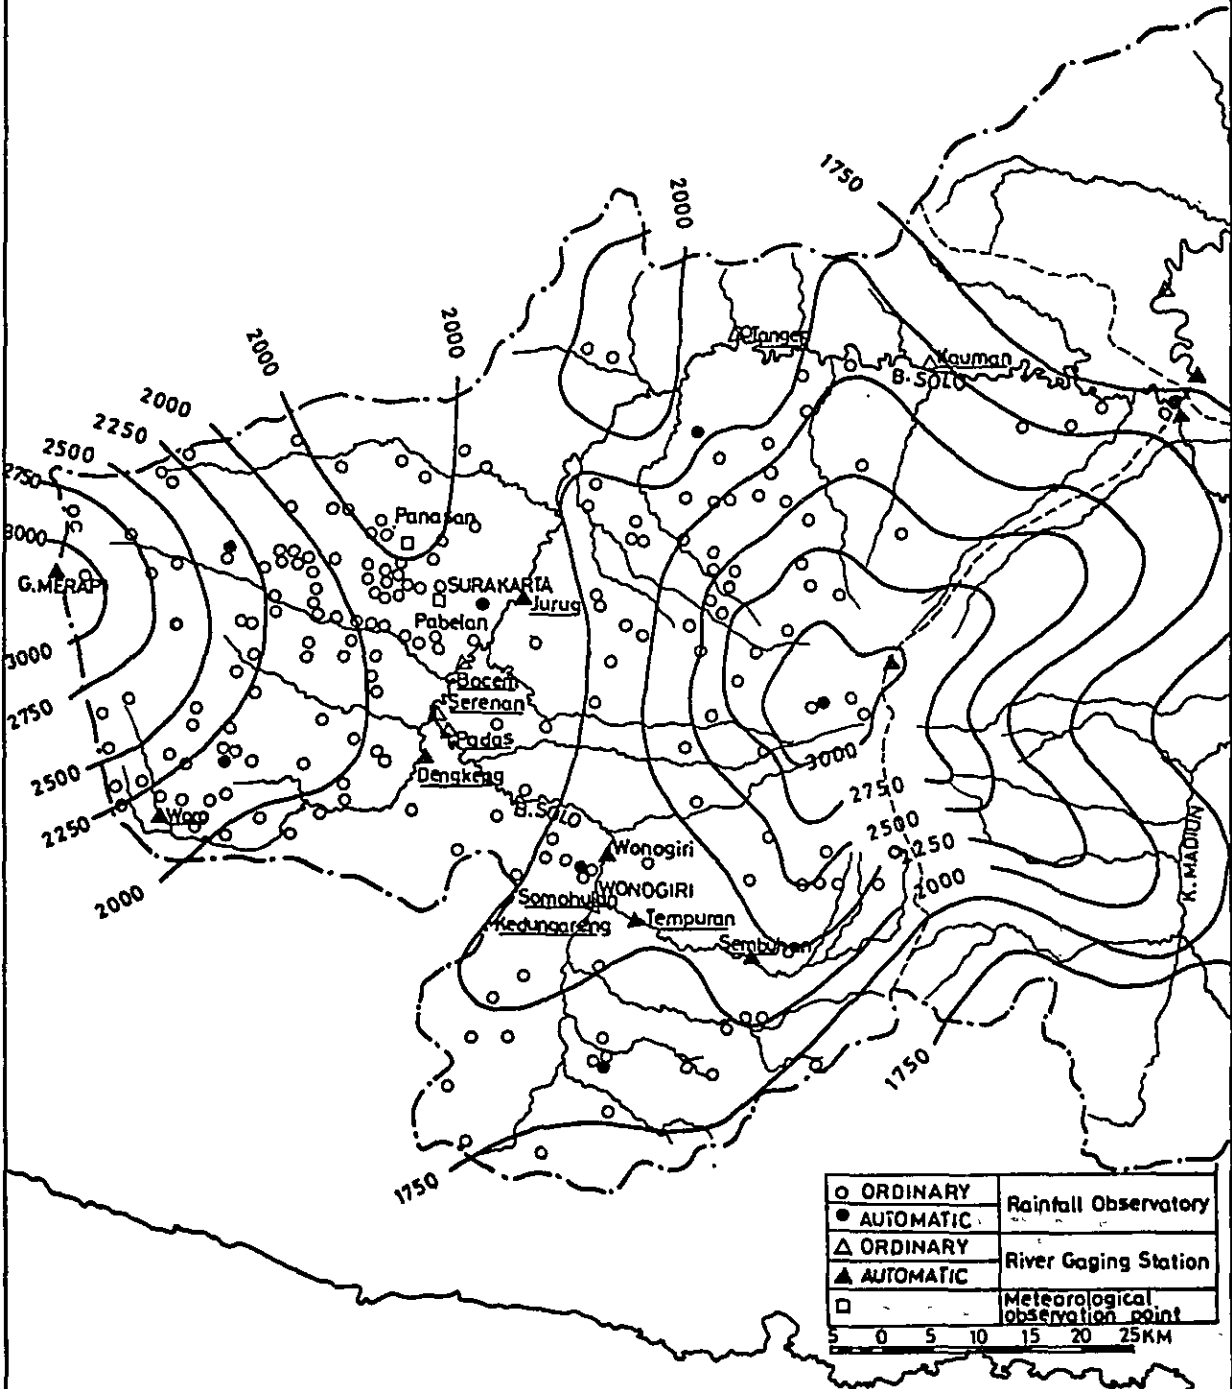 1750
2000
2000
2000
2000
2250
2500
2750
3000
G.MERAPI
3000
2750
2500
2250
2000
Tangen
Kauman
B.SOLO
Panasan
SURAKARTA
Jurug
Pabelan
Bacem
Serenan
Padas
Dengkeng
Woro
B.SOLO
Wonogiri
WONOGIRI
Kedungareng
Tempuran
Sembuhan
3000
2750
2500
2250
2000
K.MADIUN
1750
1750
ORDINARY
AUTOMATIC
Rainfall Observatory
ORDINARY
AUTOMATIC
River Gaging Station
Meteorological
observation point
5 0 5 10 15 20 25KM